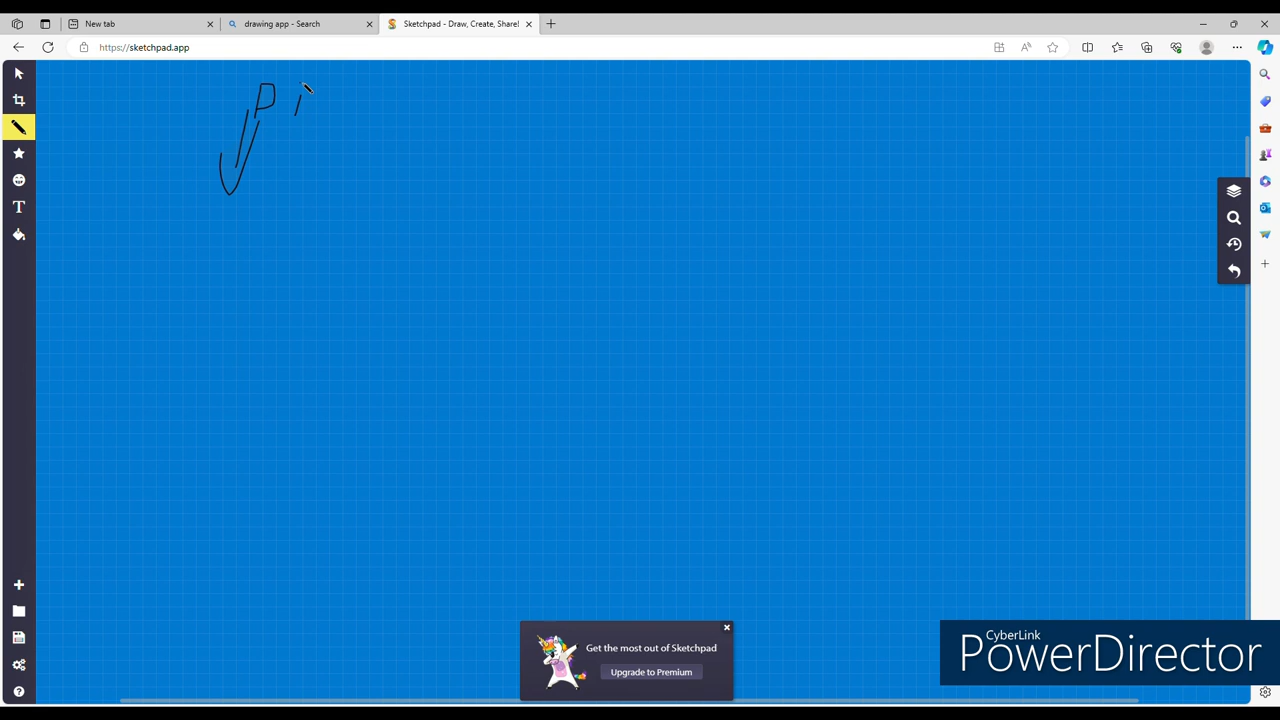 New tab
drawing app - Search
Sketchpad - Draw, Create, Share!
https://sketchpad.app
P
T
Get the most out of Sketchpad
Upgrade to Premium
CyberLink
PowerDirector